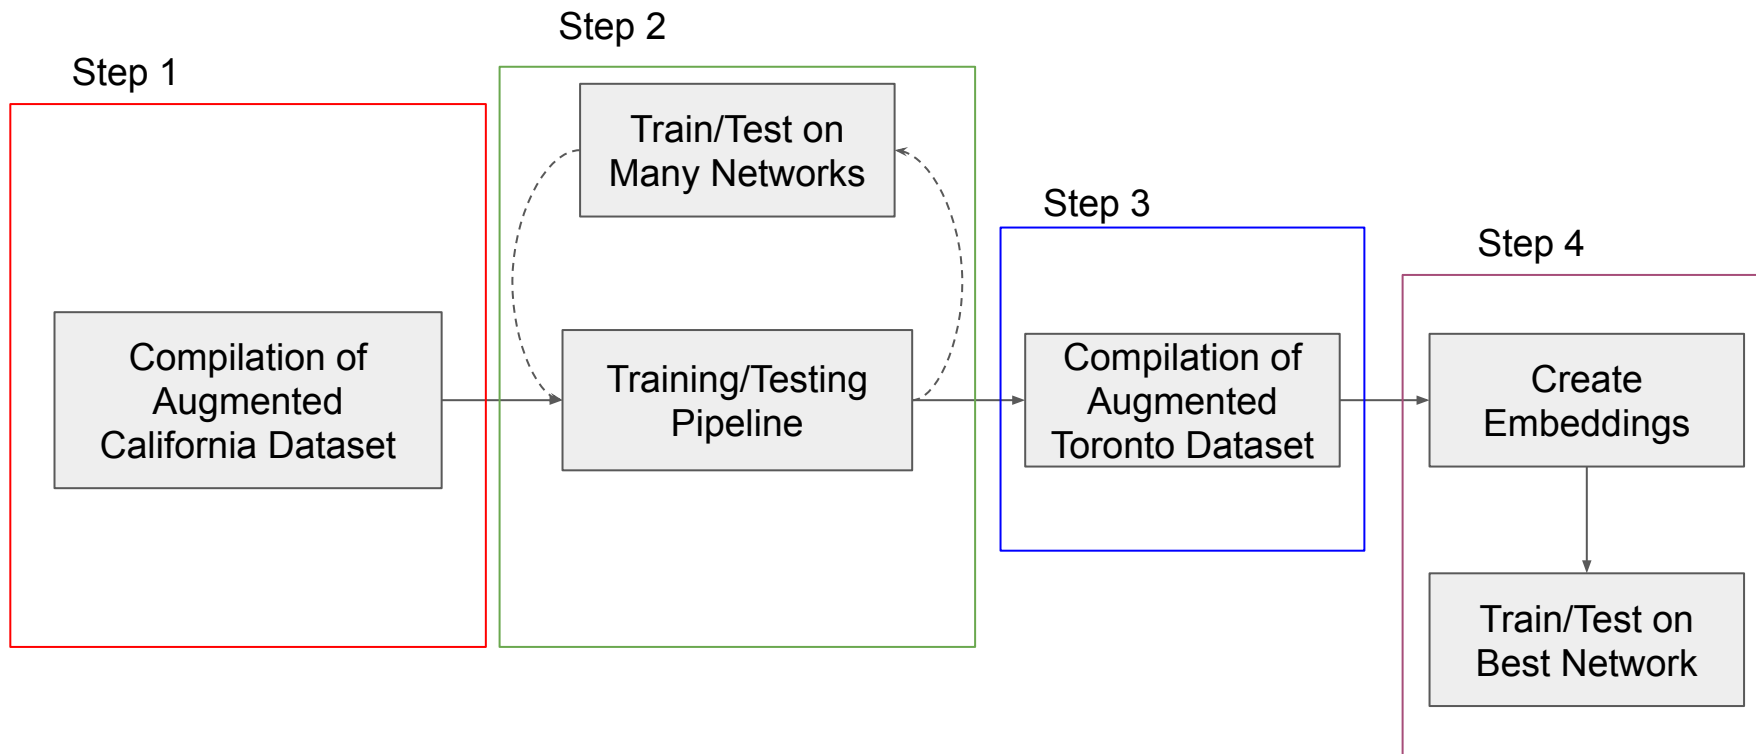 Step 1
Compilation of
Augmented
California Dataset
Step 2
Train/Test on
Many Networks
Training/Testing
Pipeline
Step 3
Compilation of
Augmented
Toronto Dataset
Step 4
Create
Embeddings
Train/Test on
Best Network